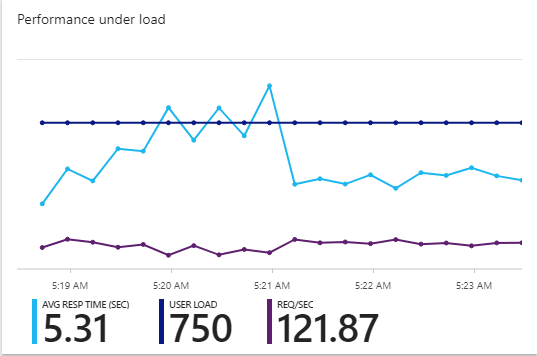 Performance under load
5:19 AM 5:20 AM 5:21 AM 5:22 AM 5:23 AM
AVG RESP TIME (SEC) USER LOAD REQ/SEC
5.31 750 121.87